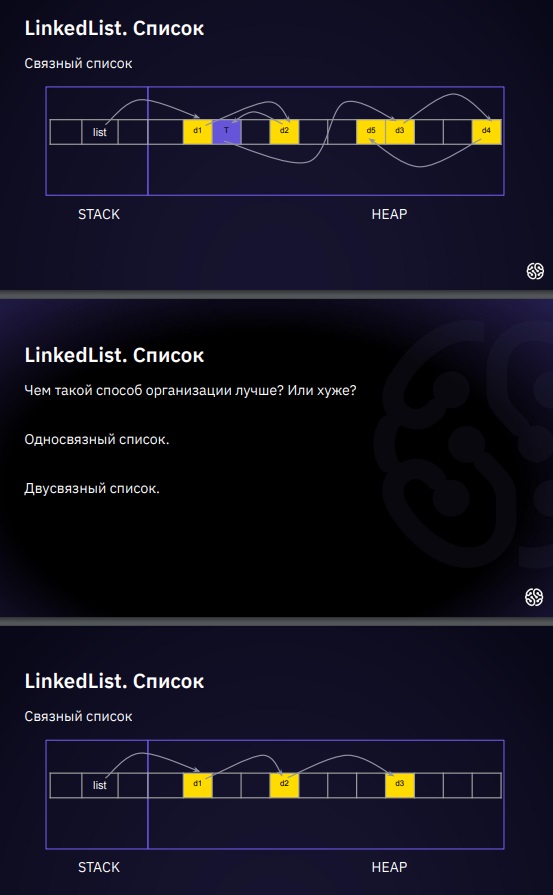 LinkedList. Список
Связный список
list d1 T d2 d5 d3 d4
STACK HEAP
LinkedList. Список
Чем такой способ организации лучше? Или хуже?
Односвязный список.
Двусвязный список.
LinkedList. Список
Связный список
list d1 d2 d3
STACK HEAP